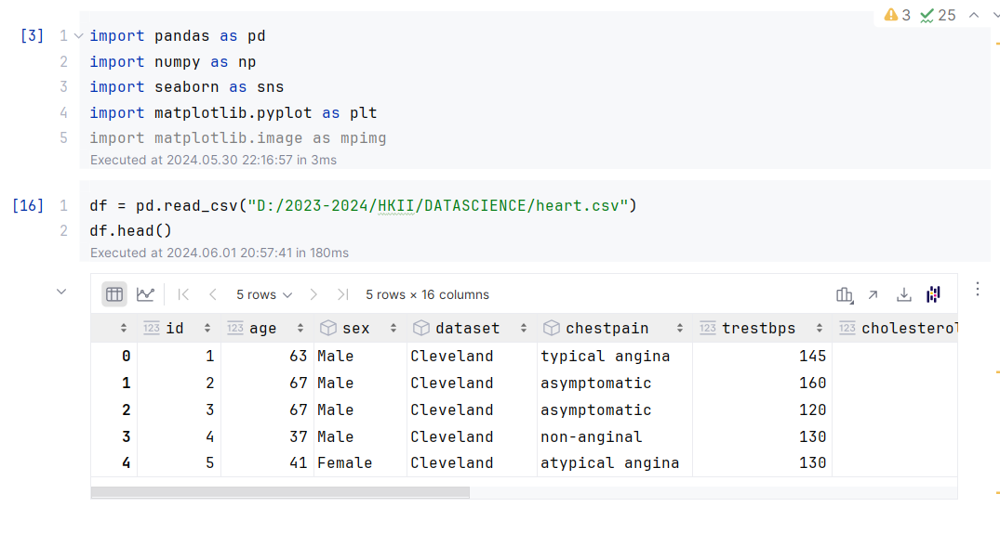 3 25
[3] 1 import pandas as pd
2 import numpy as np
3 import seaborn as sns
4 import matplotlib.pyplot as plt
5 import matplotlib.image as mpimg
Executed at 2024.05.30 22:16:57 in 3ms
[16] 1 df = pd.read_csv("D:/2023-2024/HKII/DATASCIENCE/heart.csv")
2 df.head()
Executed at 2024.06.01 20:57:41 in 180ms
5 rows 5 rows × 16 columns
123 id 123 age sex dataset chestpain 123 trestbps 123 cholesterol
0 1 63 Male Cleveland typical angina 145
1 2 67 Male Cleveland asymptomatic 160
2 3 67 Male Cleveland asymptomatic 120
3 4 37 Male Cleveland non-anginal 130
4 5 41 Female Cleveland atypical angina 130